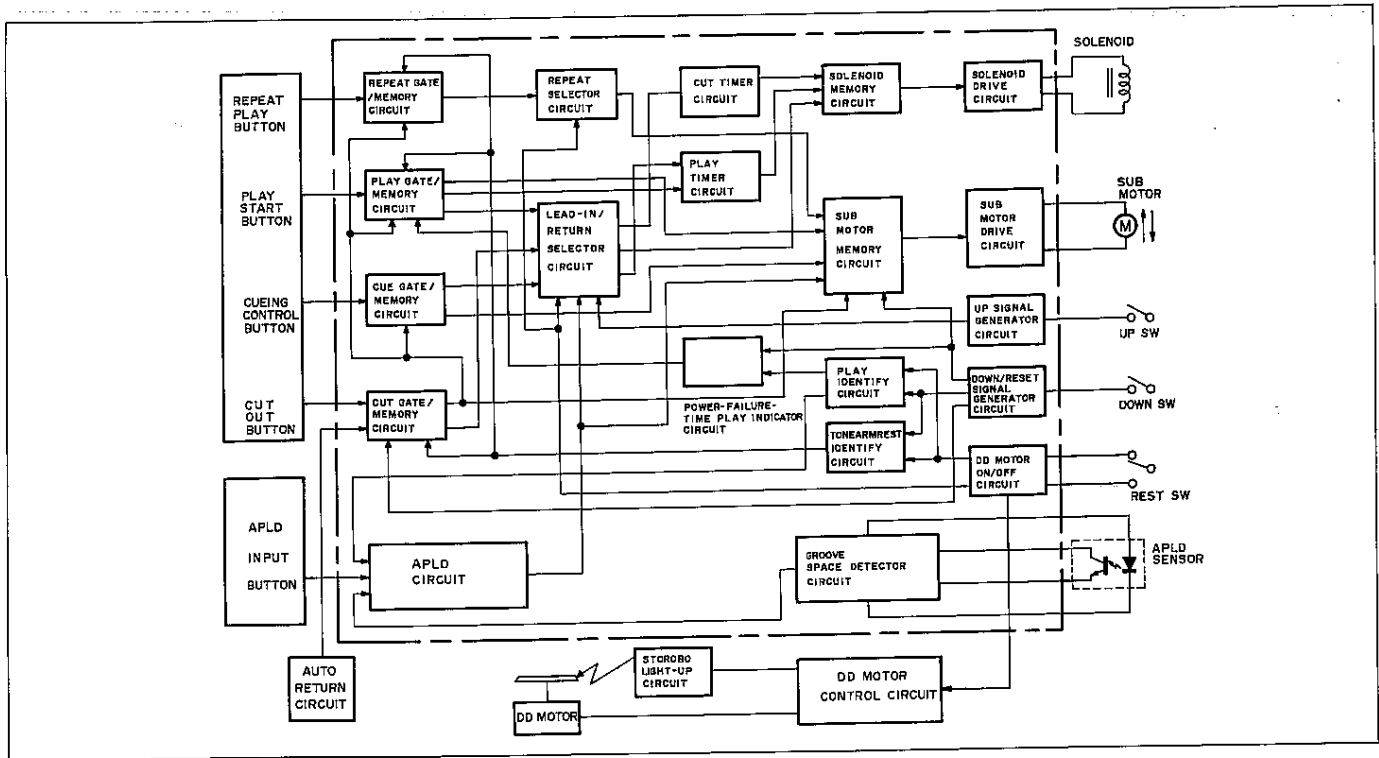 REPEAT
PLAY
BUTTON
PLAY
START
BUTTON
CUEING
CONTROL
BUTTON
CUT
OUT
BUTTON
APLD
INPUT
BUTTON
AUTO
RETURN
CIRCUIT
REPEAT GATE
/MEMORY
CIRCUIT
PLAY GATE/
MEMORY
CIRCUIT
CUE GATE/
MEMORY
CIRCUIT
CUT GATE/
MEMORY
CIRCUIT
APLD
CIRCUIT
REPEAT
SELECTOR
CIRCUIT
LEAD-IN/
RETURN
SELECTOR
CIRCUIT
CUT TIMER
CIRCUIT
PLAY
TIMER
CIRCUIT
POWER-FAILURE-
TIME PLAY INDICATOR
CIRCUIT
SOLENOID
MEMORY
CIRCUIT
SUB
MOTOR
MEMORY
CIRCUIT
PLAY
IDENTIFY
CIRCUIT
TONEARMREST
IDENTIFY
CIRCUIT
GROOVE
SPACE DETECTOR
CIRCUIT
SOLENOID
DRIVE
CIRCUIT
SUB
MOTOR
DRIVE
CIRCUIT
UP SIGNAL
GENERATOR
CIRCUIT
DOWN/RESET
SIGNAL
GENERATOR
CIRCUIT
DD MOTOR
ON/OFF
CIRCUIT
SOLENOID
SUB
MOTOR
M
UP SW
DOWN SW
REST SW
APLD
SENSOR
STOROBO
LIGHT-UP
CIRCUIT
DD MOTOR
DD MOTOR
CONTROL CIRCUIT